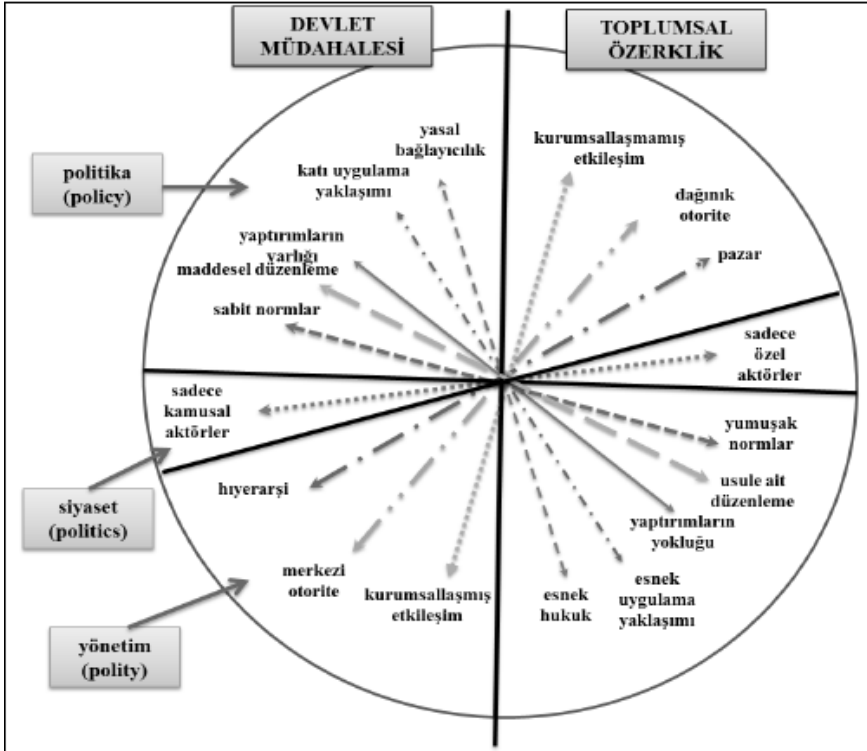 DEVLET
MÜDAHALESİ
TOPLUMSAL
ÖZERKLİK
politika
(policy)
yasal
bağlayıcılık
katı uygulama
yaklaşımı
yaptırımların
yarlığı
maddesel düzenleme
sabit normlar
kurumsallaşmamış
etkileşim
dağınık
otorite
pazar
sadece
özel
aktörler
sadece
kamusal
aktörler
siyaset
(politics)
yumuşak
normlar
usule ait
düzenleme
yaptırımların
yokluğu
esnek
uygulama
yaklaşımı
esnek
hukuk
hıyerarşi
merkezi
otorite
kurumsallaşmış
etkileşim
yönetim
(polity)